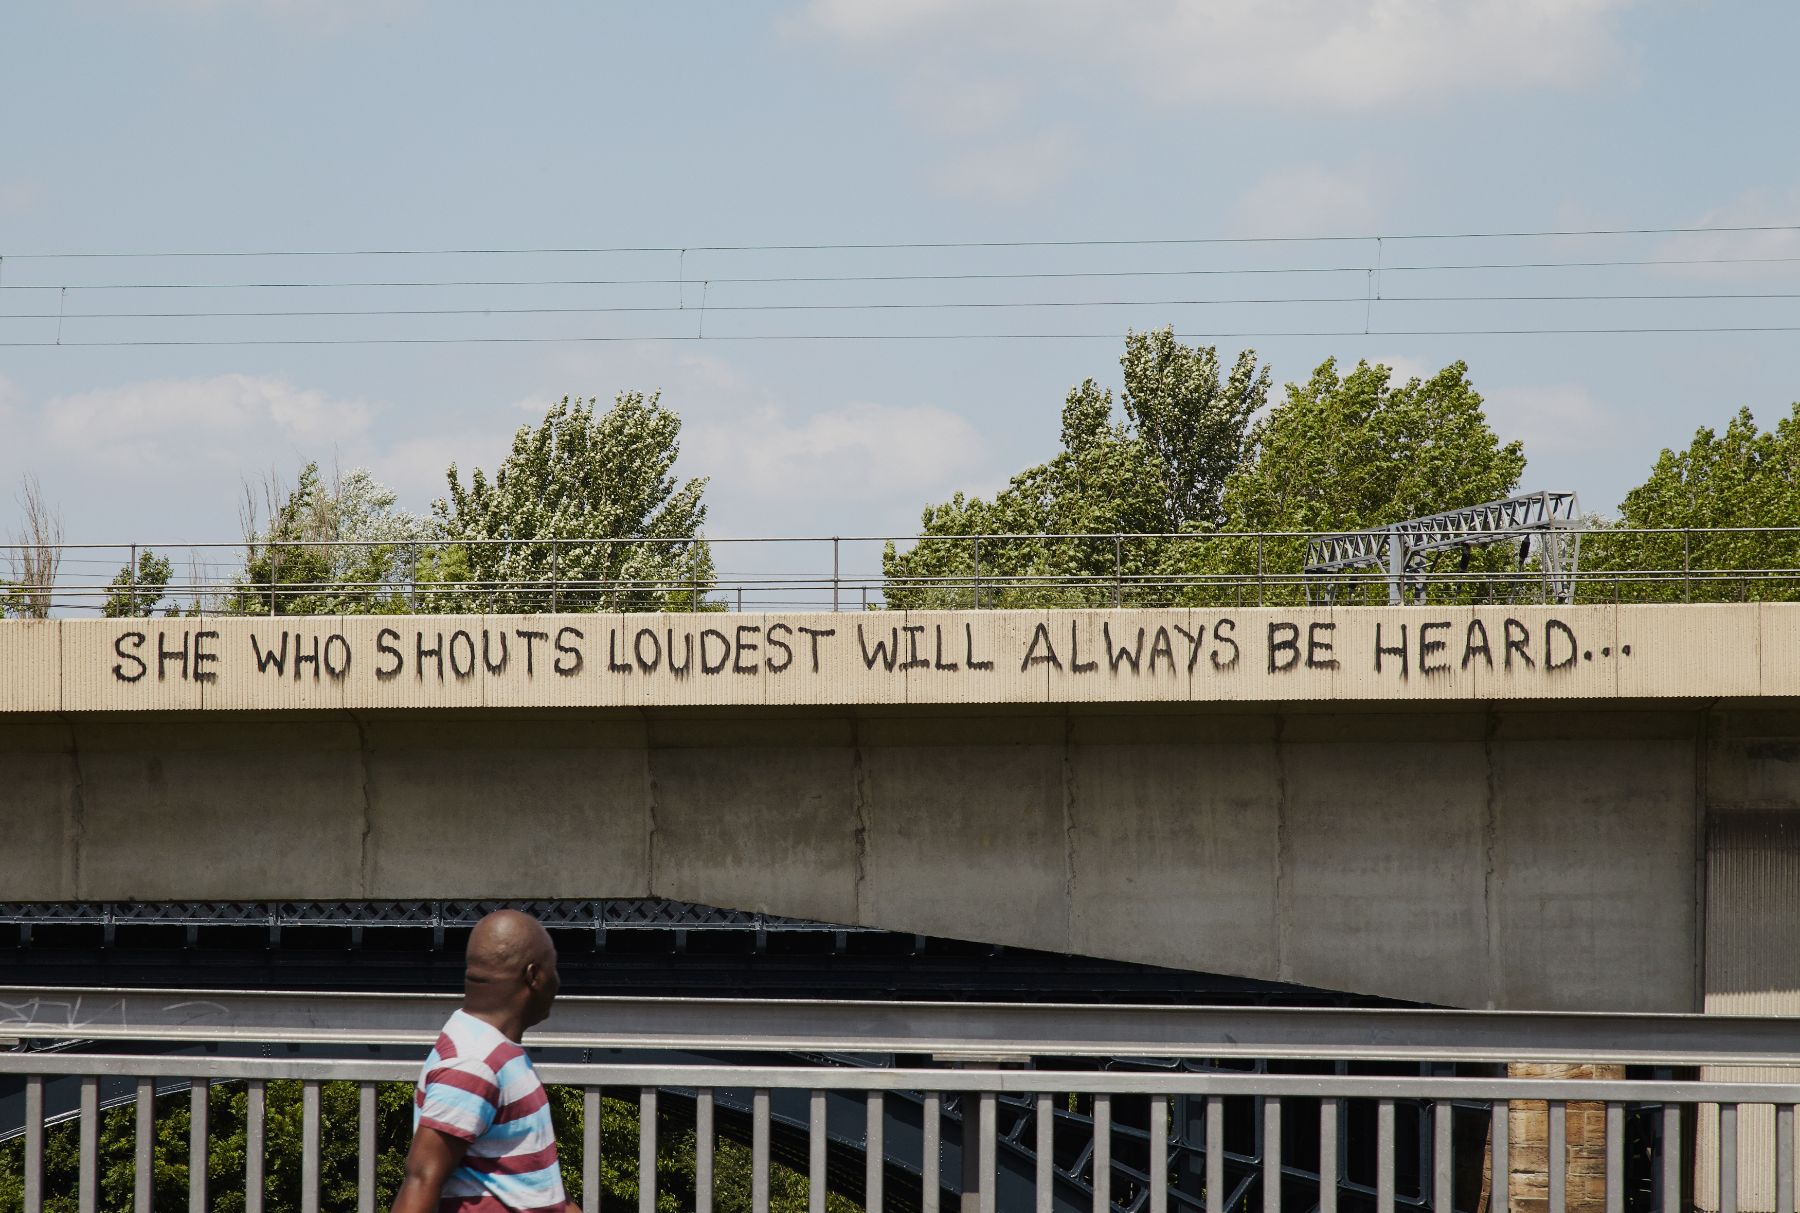 SHE WHO SHOUTS LOUDEST WILL ALWAYS BE HEARD...